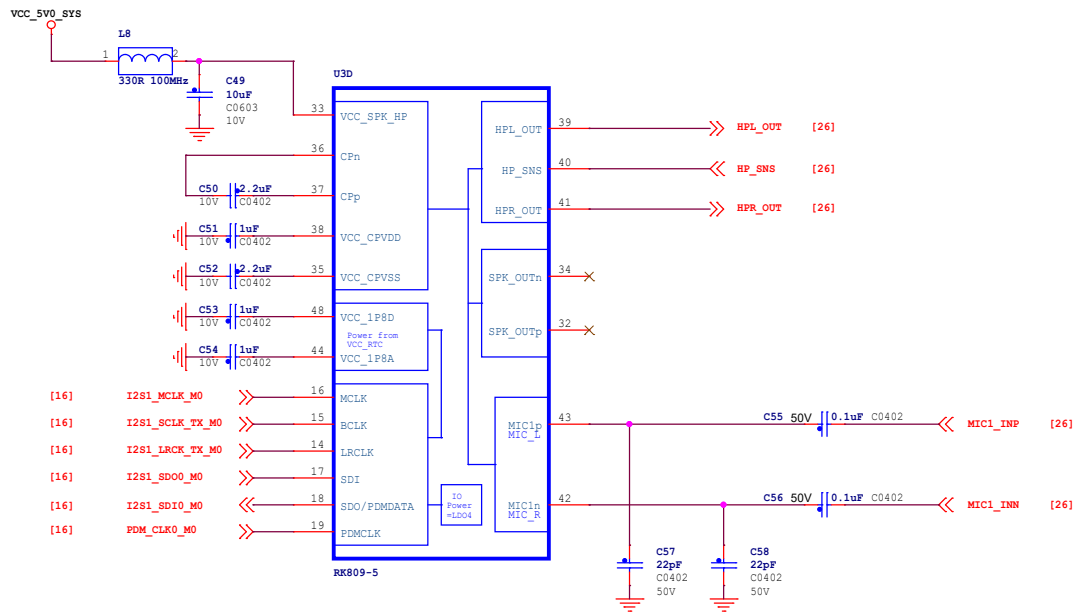 VCC_5V0_SYS
L8
1 2
330R 100MHz
C49
10uF
C0603
10V
U3D
33 VCC_SPK_HP
36 CPn
C50 2.2uF 37 CPp
10V C0402
C51 1uF 38 VCC_CPVDD
10V C0402
C52 2.2uF 35 VCC_CPVSS
10V C0402
C53 1uF 48 VCC_1P8D
10V C0402
Power from
VCC_RTC
C54 1uF 44 VCC_1P8A
10V C0402
[16] I2S1_MCLK_M0 16 MCLK
[16] I2S1_SCLK_TX_M0 15 BCLK
[16] I2S1_LRCK_TX_M0 14 LRCLK
[16] I2S1_SDO0_M0 17 SDI
[16] I2S1_SDI0_M0 18 SDO/PDMDATA
[16] PDM_CLK0_M0 19 PDMCLK
IO
Power
=LDO4
HPL_OUT 39 HPL_OUT [26]
HP_SNS 40 HP_SNS [26]
HPR_OUT 41 HPR_OUT [26]
SPK_OUTn 34
SPK_OUTp 32
MIC1p 43 C55 50V 0.1uF C0402 MIC1_INP [26]
MIC_L
MIC1n 42 C56 50V 0.1uF C0402 MIC1_INN [26]
MIC_R
C57
22pF
C0402
50V
C58
22pF
C0402
50V
RK809-5